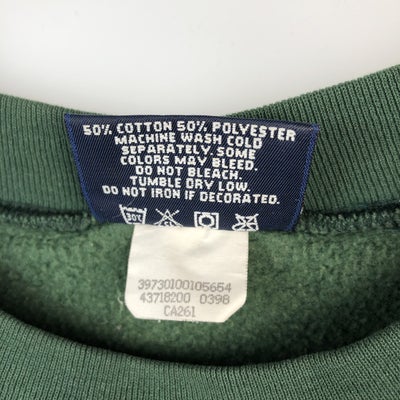 50% COTTON 50% POLYESTER
MACHINE WASH COLD
SEPARATELY. SOME
COLORS MAY BLEED.
DO NOT BLEACH.
TUMBLE DRY LOW.
DO NOT IRON IF DECORATED.
30°
39730100105654
43718200 0398
CA261